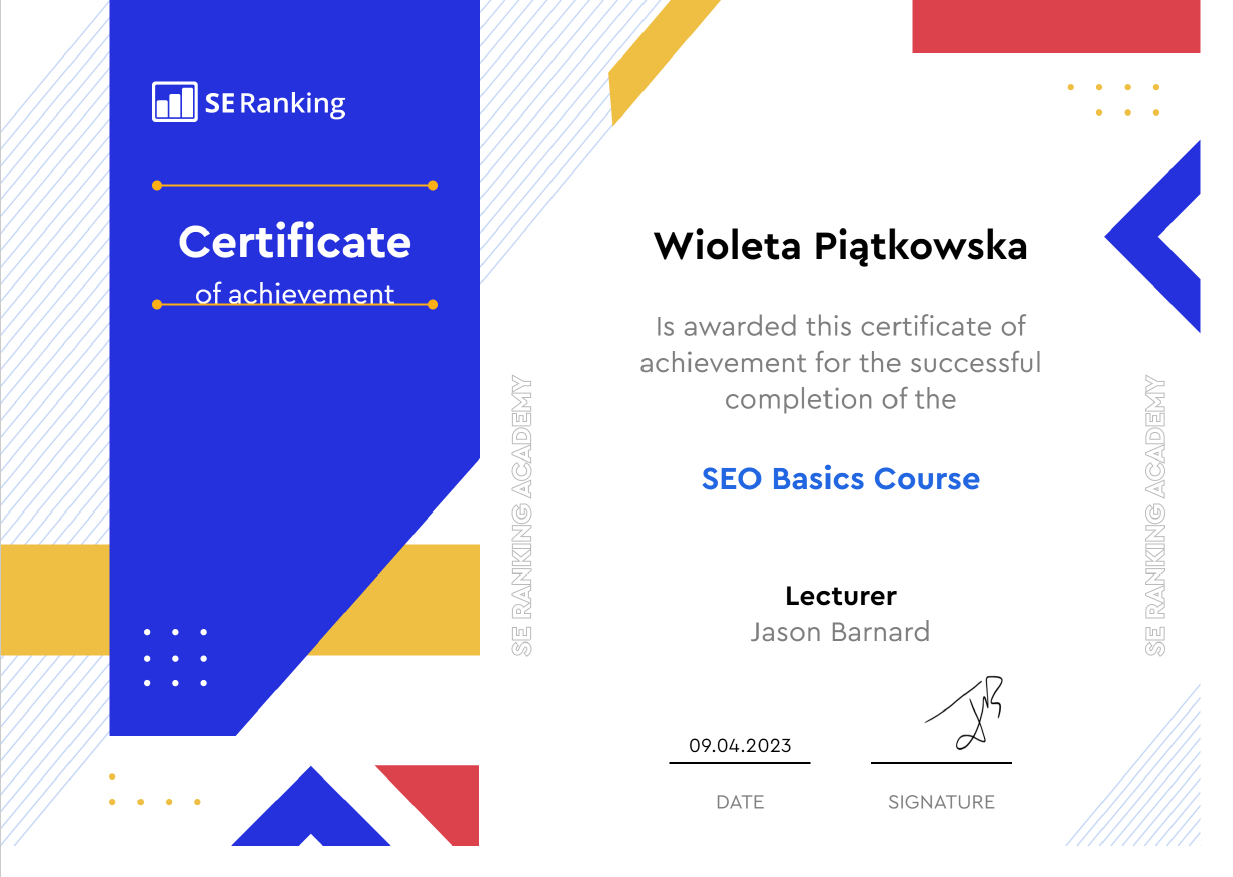 SE Ranking
Certificate
of achievement
Wioleta Piątkowska
Is awarded this certificate of
achievement for the successful
completion of the
SEO Basics Course
SE RANKING ACADEMY
SE RANKING ACADEMY
Lecturer
Jason Barnard
09.04.2023
DATE
SIGNATURE